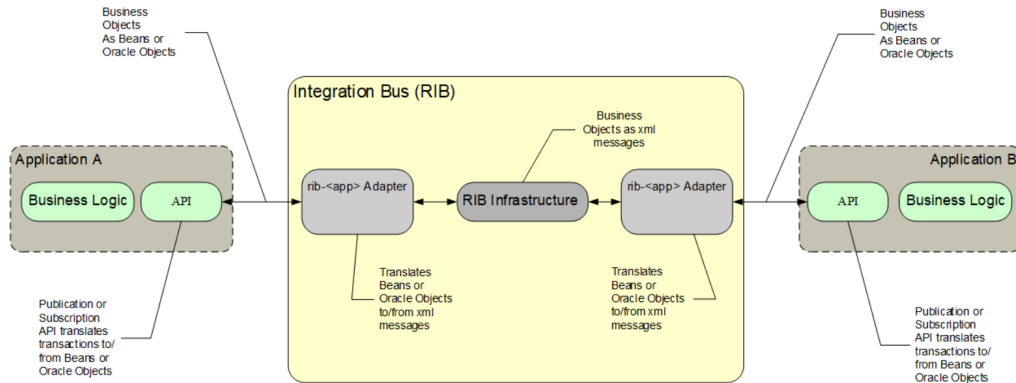 Business
Objects
As Beans or
Oracle Objects
Business
Objects
As Beans or
Oracle Objects
Integration Bus (RIB)
Business
Objects as xml
messages
Application A
Business Logic
API
rib-<app> Adapter
RIB Infrastructure
rib-<app> Adapter
Application B
API
Business Logic
Translates
Beans or
Oracle Objects
to/from xml
messages
Translates
Beans or
Oracle Objects
to/from xml
messages
Publication or
Subscription
API translates
transactions to/
from Beans or
Oracle Objects
Publication or
Subscription
API translates
transactions to/
from Beans or
Oracle Objects